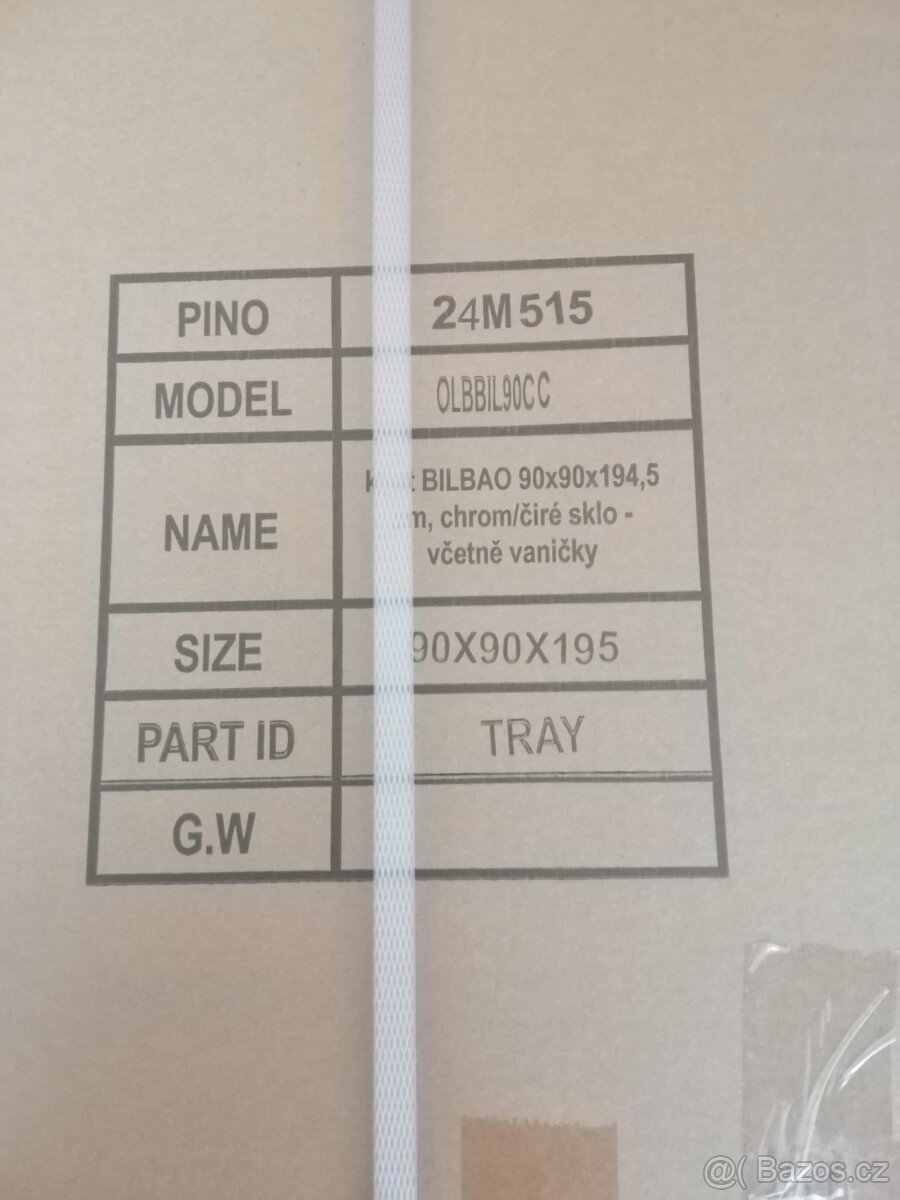 PINO 24M515
MODEL OLBBIL90CC
NAME BILBAO 90x90x194,5
chrom/čiré sklo -
včetně vaničky
SIZE 90X90X195
PART ID TRAY
G.W
@( Bazos.cz